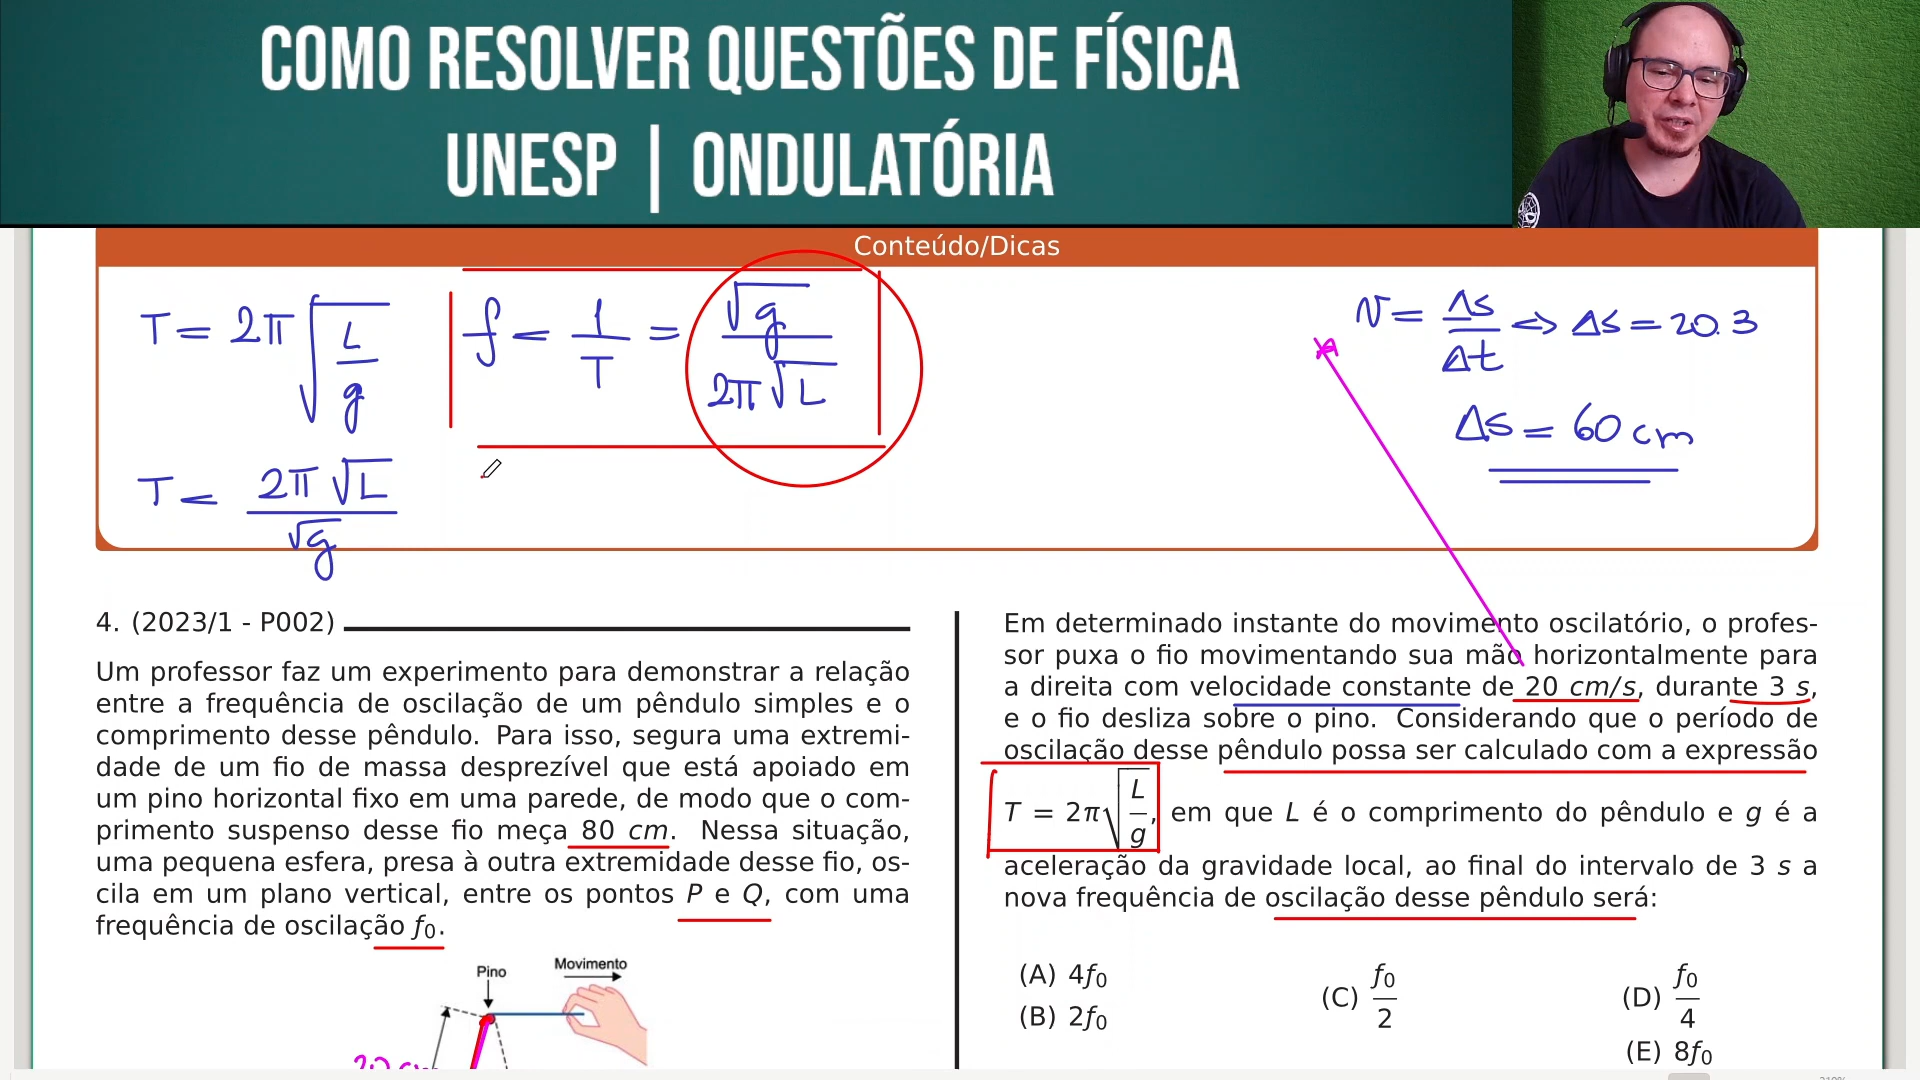 COMO RESOLVER QUESTÕES DE FÍSICA
UNESP | ONDULATÓRIA
Conteúdo/Dicas
T = 2π √(L/g)
f = 1/T = √g / 2π√L
T = 2π√L / √g
v = Δs/Δt <=> Δs = 20.3
Δs = 60 cm
4. (2023/1 - P002)
Um professor faz um experimento para demonstrar a relação
entre a frequência de oscilação de um pêndulo simples e o
comprimento desse pêndulo. Para isso, segura uma extremi-
dade de um fio de massa desprezível que está apoiado em
um pino horizontal fixo em uma parede, de modo que o com-
primento suspenso desse fio meça 80 cm. Nessa situação,
uma pequena esfera, presa à outra extremidade desse fio, os-
cila em um plano vertical, entre os pontos P e Q, com uma
frequência de oscilação f₀.
Pino
Movimento
20 cm
Em determinado instante do movimento oscilatório, o profes-
sor puxa o fio movimentando sua mão horizontalmente para
a direita com velocidade constante de 20 cm/s, durante 3 s,
e o fio desliza sobre o pino. Considerando que o período de
oscilação desse pêndulo possa ser calculado com a expressão
T = 2π√(L/g), em que L é o comprimento do pêndulo e g é a
aceleração da gravidade local, ao final do intervalo de 3 s a
nova frequência de oscilação desse pêndulo será:
(A) 4f₀
(B) 2f₀
(C) f₀/2
(D) f₀/4
(E) 8f₀